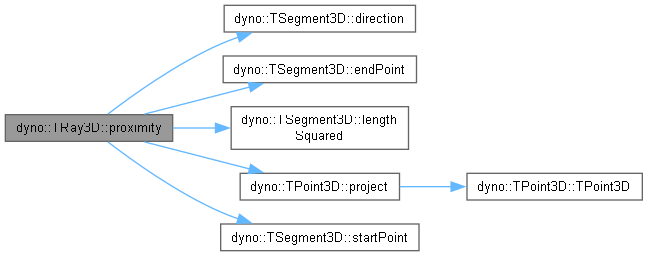 dyno::TSegment3D::direction
dyno::TSegment3D::endPoint
dyno::TRay3D::proximity
dyno::TSegment3D::length
Squared
dyno::TPoint3D::project
dyno::TPoint3D::TPoint3D
dyno::TSegment3D::startPoint